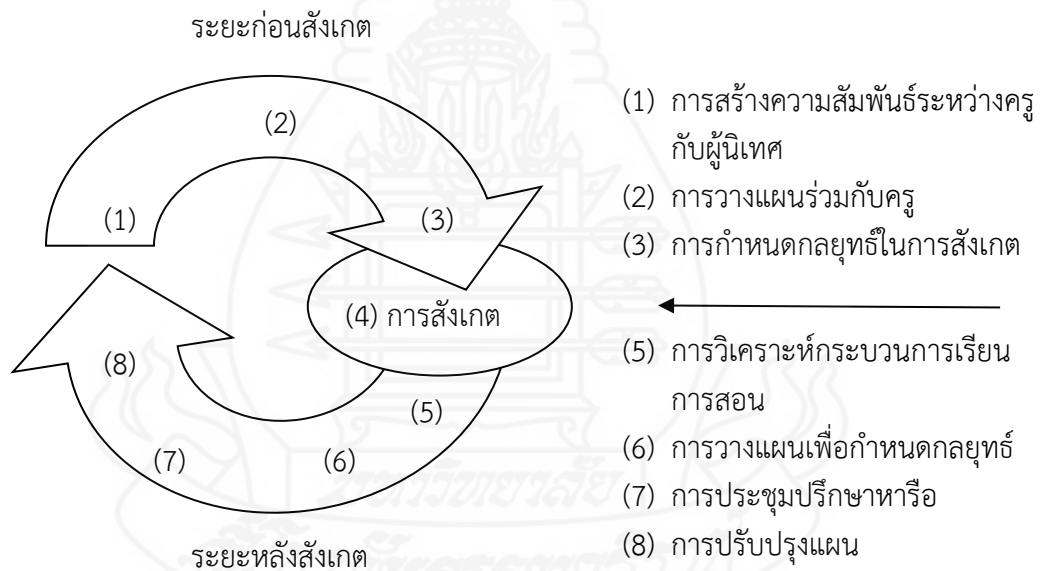 ระยะก่อนสังเกต
(1)
(2)
(3)
(4) การสังเกต
(5)
(6)
(7)
(8)
ระยะหลังสังเกต
(1) การสร้างความสัมพันธ์ระหว่างครู
กับผู้นิเทศ
(2) การวางแผนร่วมกับครู
(3) การกำหนดกลยุทธ์ในการสังเกต
(5) การวิเคราะห์กระบวนการเรียน
การสอน
(6) การวางแผนเพื่อกำหนดกลยุทธ์
(7) การประชุมปรึกษาหารือ
(8) การปรับปรุงแผน